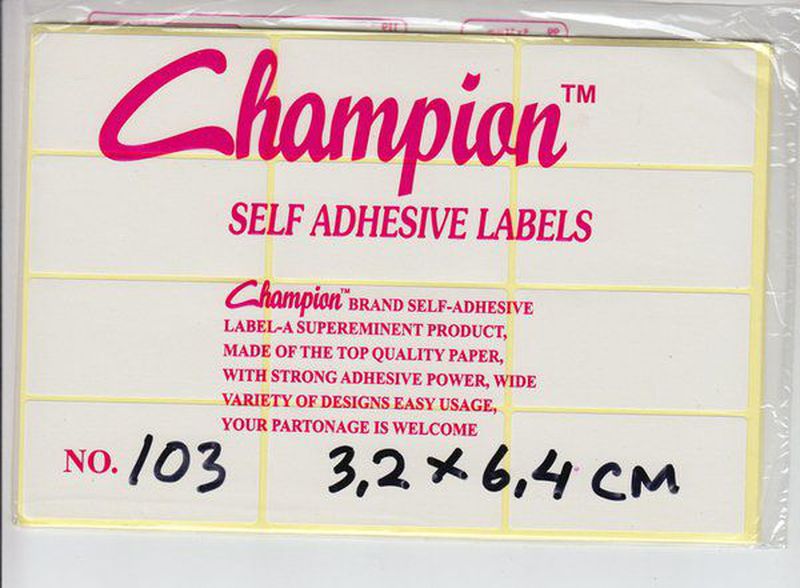 Champion™
SELF ADHESIVE LABELS
Champion™ BRAND SELF-ADHESIVE
LABEL-A SUPEREMINENT PRODUCT,
MADE OF THE TOP QUALITY PAPER,
WITH STRONG ADHESIVE POWER, WIDE
VARIETY OF DESIGNS EASY USAGE,
YOUR PARTONAGE IS WELCOME
NO. 103 3,2 x 6,4 CM